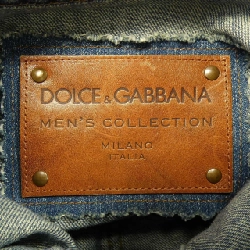 DOLCE & GABBANA
MEN'S COLLECTION
MILANO
ITALIA